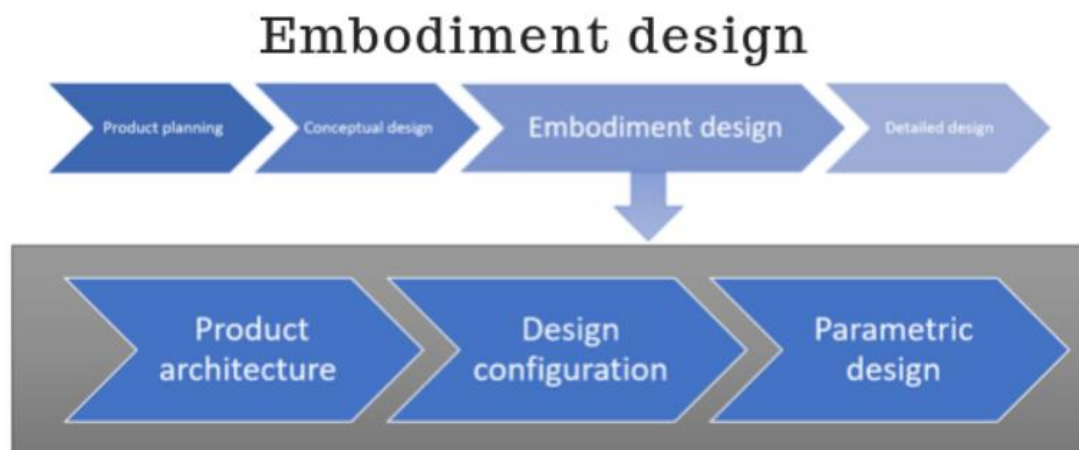 Embodiment design
Product planning
Conceptual design
Embodiment design
Detailed design
Product
architecture
Design
configuration
Parametric
design